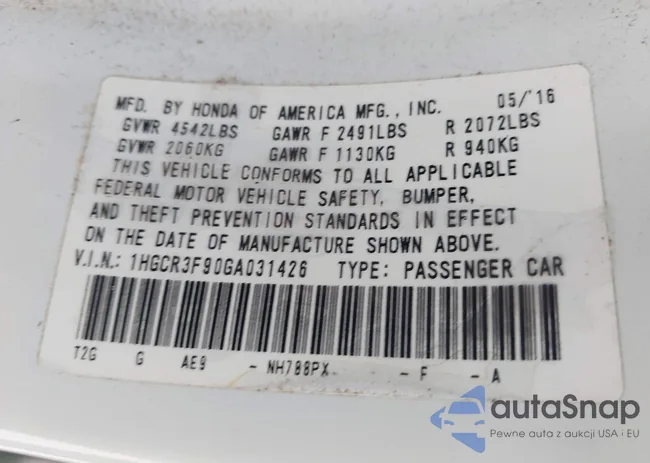 MFD. BY HONDA OF AMERICA MFG., INC. 05/'16
GVWR 4542LBS GAWR F 2491LBS R 2072LBS
GVWR 2060KG GAWR F 1130KG R 940KG
THIS VEHICLE CONFORMS TO ALL APPLICABLE
FEDERAL MOTOR VEHICLE SAFETY, BUMPER,
AND THEFT PREVENTION STANDARDS IN EFFECT
ON THE DATE OF MANUFACTURE SHOWN ABOVE.
V.I.N.: 1HGCR3F90GA031426 TYPE: PASSENGER CAR
T2G G AE9 - NH788PX - F - A
autaSnap
Pewne auta z aukcji USA i EU